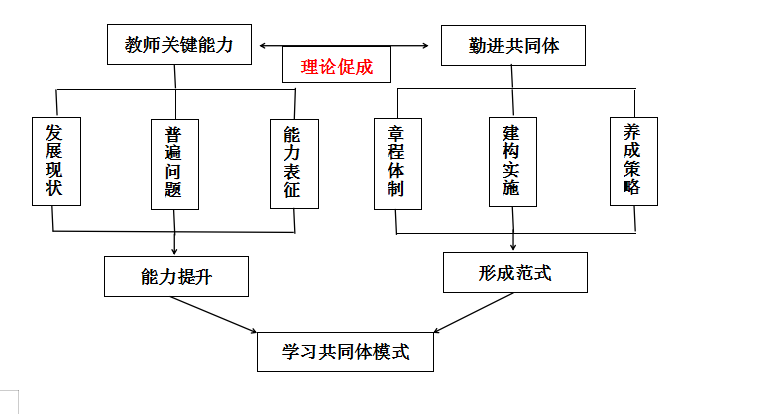 教师关键能力
勤进共同体
理论促成
发展现状
普遍问题
能力表征
章程体制
建构实施
养成策略
能力提升
形成范式
学习共同体模式